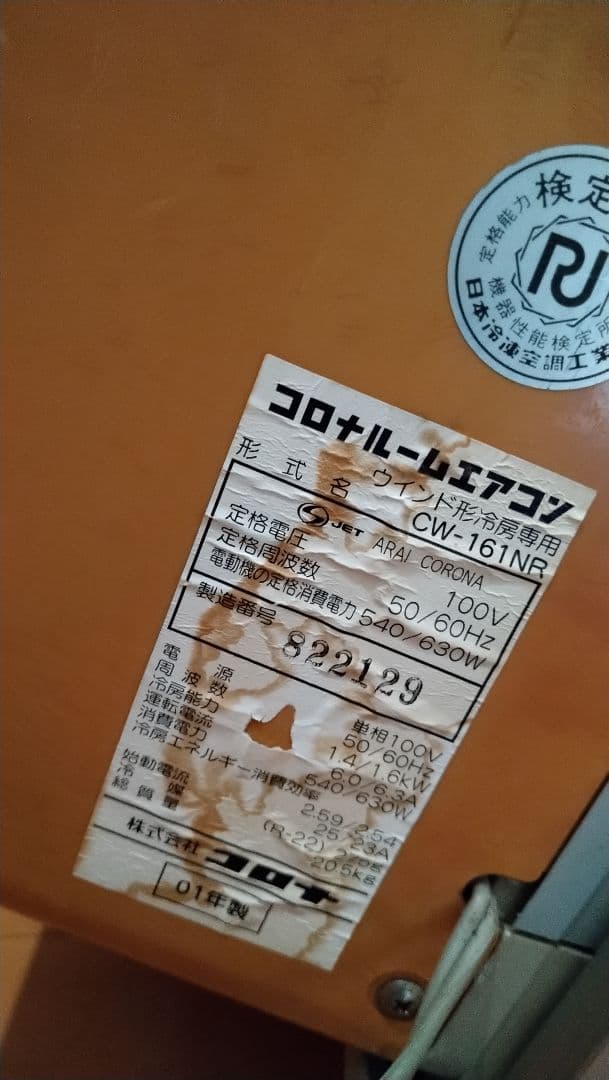 定格能力
検定
機器性能検定所
日本冷凍空調工業
コロナルームエアコン
ウインド形冷房専用
形式名 CW-161NR
JET ARAI CORONA
定格電圧 100V
定格周波数 50/60Hz
電動機の定格消費電力 540/630W
製造番号 822129
電源 単相100V
周波数 50/60Hz
冷房能力 1.4/1.6kW
運転電流 6.0/6.3A
消費電力 540/630W
冷房エネルギー消費効率 2.59/2.54
始動電流 25/23A
冷媒 (R-22)
総質量 20.5kg
株式会社 コロナ
01年製